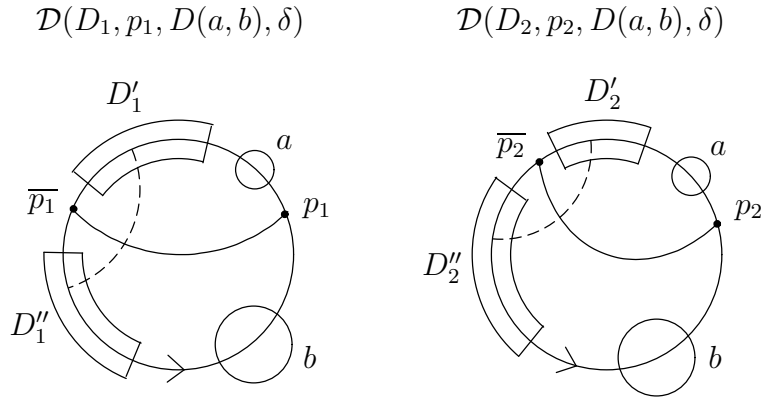 𝒟(D₁, p₁, D(a, b), δ)
𝒟(D₂, p₂, D(a, b), δ)
D′₁
a
p̅₁
p₁
D″₁
b
D′₂
a
p̅₂
p₂
D″₂
b